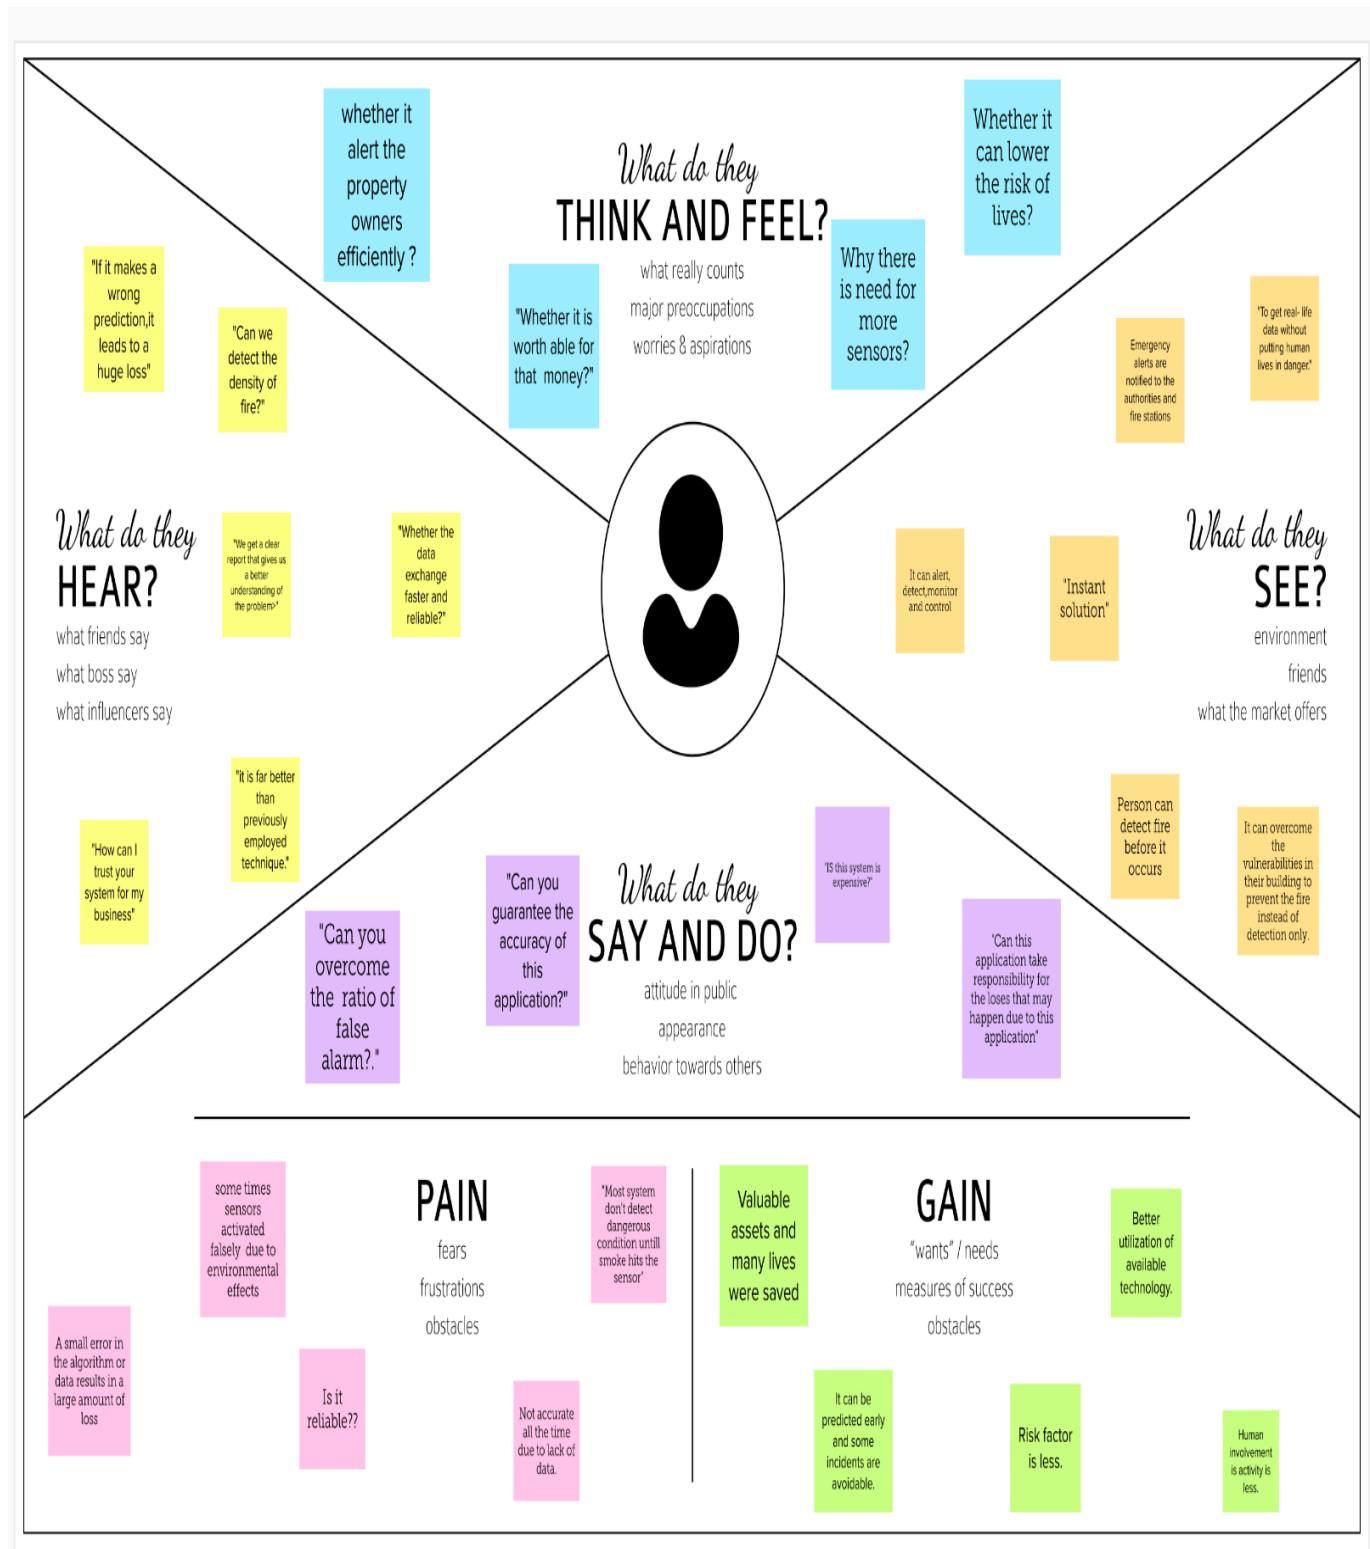 whether it
alert the
property
owners
efficiently ?
What do they
THINK AND FEEL?
what really counts
major preoccupations
worries & aspirations
"Whether it is
worth able for
that money?"
Why there
is need for
more
sensors?
Whether it
can lower
the risk of
lives?
"If it makes a
wrong
prediction,it
leads to a
huge loss"
"Can we
detect the
density of
fire?"
What do they
HEAR?
what friends say
what boss say
what influencers say
"We get a clear
report that gives us
a better
understanding of
the problem>"
"Whether the
data
exchange
faster and
reliable?"
"it is far better
than
previously
employed
technique."
"How can I
trust your
system for my
business"
Emergency
alerts are
notified to the
authorities and
fire stations
"To get real- life
data without
putting human
lives in danger."
It can alert,
detect,monitor
and control
"Instant
solution"
What do they
SEE?
environment
friends
what the market offers
Person can
detect fire
before it
occurs
It can overcome
the
vulnerabilities in
their building to
prevent the fire
instead of
detection only.
"Can you
overcome
the ratio of
false
alarm?."
"Can you
guarantee the
accuracy of
this
application?"
What do they
SAY AND DO?
attitude in public
appearance
behavior towards others
"IS this system is
expensive?"
"Can this
application take
responsibility for
the loses that may
happen due to this
application"
PAIN
fears
frustrations
obstacles
some times
sensors
activated
falsely due to
environmental
effects
"Most system
don't detect
dangerous
condition untill
smoke hits the
sensor"
A small error in
the algorithm or
data results in a
large amount of
loss
Is it
reliable??
Not accurate
all the time
due to lack of
data.
GAIN
"wants" / needs
measures of success
obstacles
Valuable
assets and
many lives
were saved
Better
utilization of
available
technology.
It can be
predicted early
and some
incidents are
avoidable.
Risk factor
is less.
Human
involvement
is activity is
less.